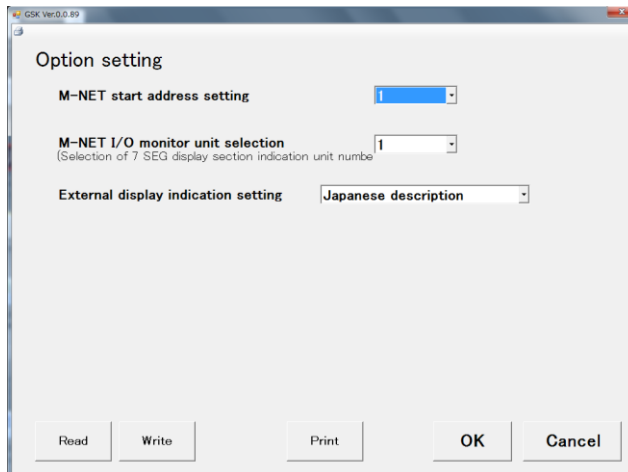 GSK Ver.0.0.89
Option setting
M-NET start address setting
1
M-NET I/O monitor unit selection
1
(Selection of 7 SEG display section indication unit numbe
External display indication setting
Japanese description
Read
Write
Print
OK
Cancel